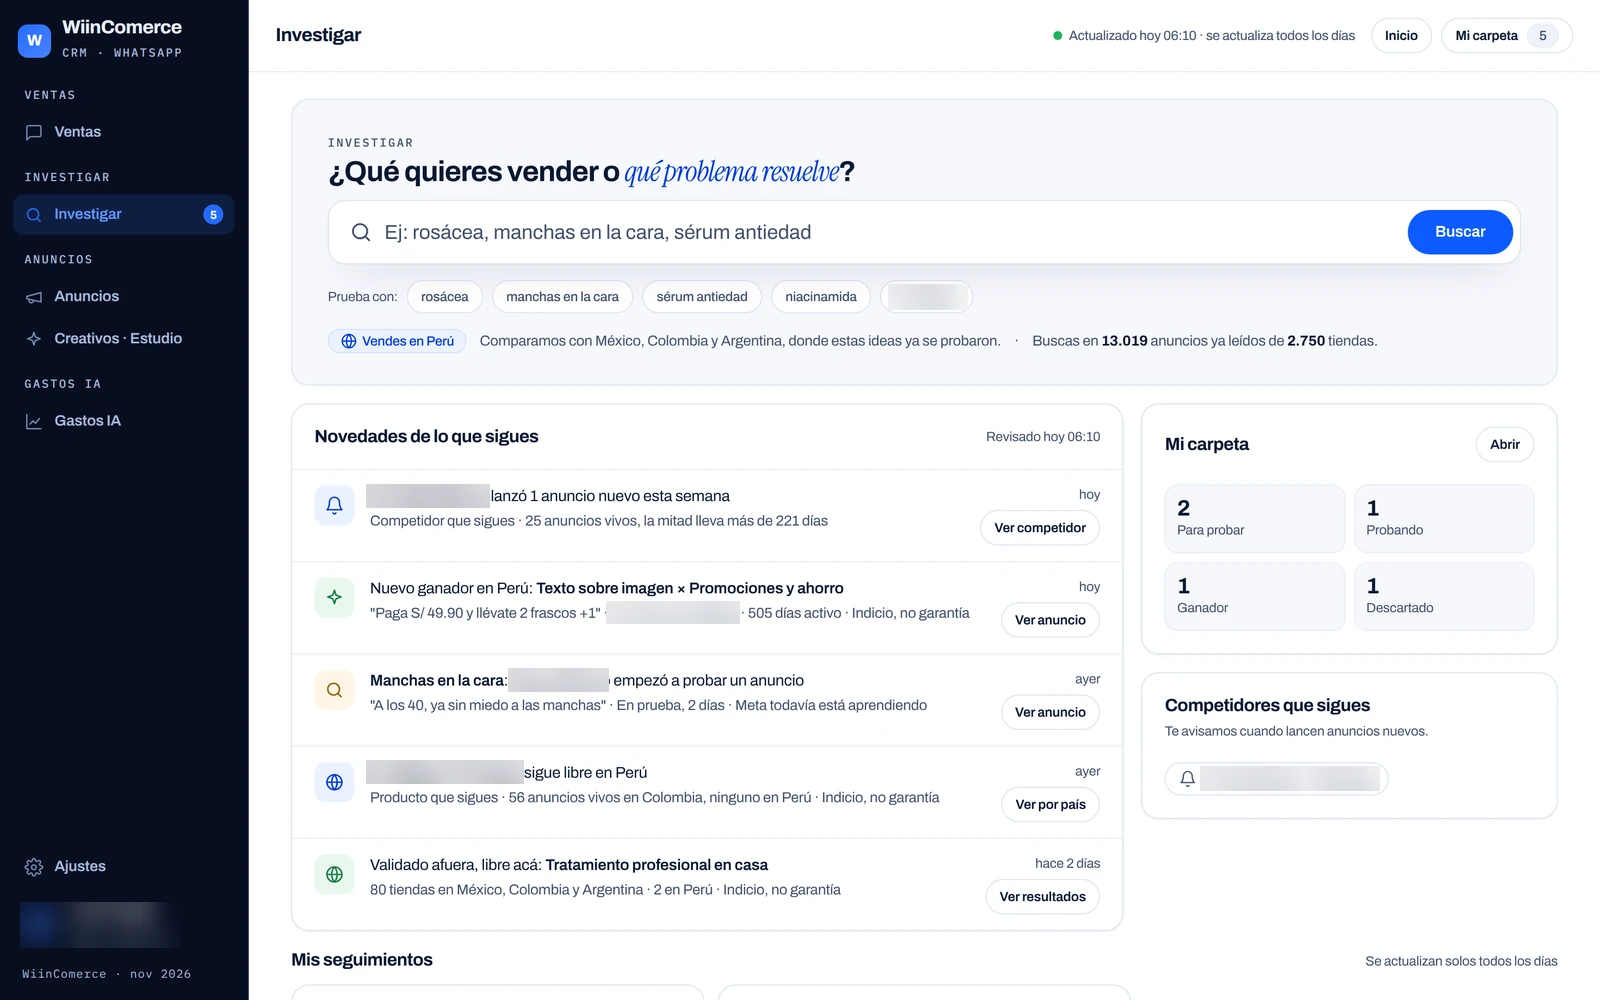 W
WiinComerce
CRM · WHATSAPP
VENTAS
Ventas
INVESTIGAR
Investigar
5
ANUNCIOS
Anuncios
Creativos · Estudio
GASTOS IA
Gastos IA
Ajustes
WiinComerce · nov 2026
Investigar
Actualizado hoy 06:10 · se actualiza todos los días
Inicio
Mi carpeta 5
INVESTIGAR
¿Qué quieres vender o qué problema resuelve?
Ej: rosácea, manchas en la cara, sérum antiedad
Buscar
Prueba con: rosácea manchas en la cara sérum antiedad niacinamida
Vendes en Perú Comparamos con México, Colombia y Argentina, donde estas ideas ya se probaron. · Buscas en 13.019 anuncios ya leídos de 2.750 tiendas.
Novedades de lo que sigues
Revisado hoy 06:10
lanzó 1 anuncio nuevo esta semana
Competidor que sigues · 25 anuncios vivos, la mitad lleva más de 221 días
hoy
Ver competidor
Nuevo ganador en Perú: Texto sobre imagen × Promociones y ahorro
"Paga S/ 49.90 y llévate 2 frascos +1" · · 505 días activo · Indicio, no garantía
hoy
Ver anuncio
Manchas en la cara: empezó a probar un anuncio
"A los 40, ya sin miedo a las manchas" · En prueba, 2 días · Meta todavía está aprendiendo
ayer
Ver anuncio
sigue libre en Perú
Producto que sigues · 56 anuncios vivos en Colombia, ninguno en Perú · Indicio, no garantía
ayer
Ver por país
Validado afuera, libre acá: Tratamiento profesional en casa
80 tiendas en México, Colombia y Argentina · 2 en Perú · Indicio, no garantía
hace 2 días
Ver resultados
Mi carpeta
Abrir
2
Para probar
1
Probando
1
Ganador
1
Descartado
Competidores que sigues
Te avisamos cuando lancen anuncios nuevos.
Mis seguimientos
Se actualizan solos todos los días